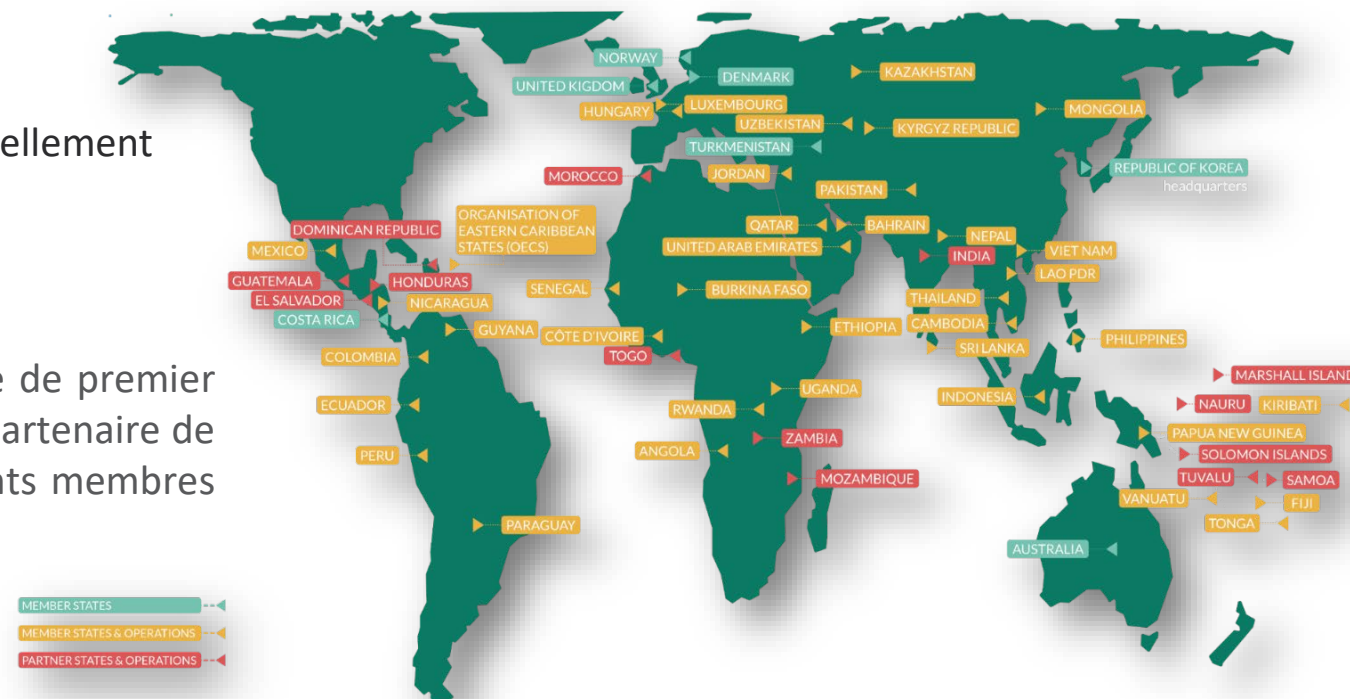 NORWAY
DENMARK
KAZAKHSTAN
UNITED KIGDOM
HUNGARY
LUXEMBOURG
MONGOLIA
UZBEKISTAN
KYRGYZ REPUBLIC
ellement
TURKMENISTAN
REPUBLIC OF KOREA
headquarters
MOROCCO
JORDAN
PAKISTAN
ORGANISATION OF
EASTERN CARIBBEAN
STATES (OECS)
DOMINICAN REPUBLIC
QATAR
BAHRAIN
NEPAL
MEXICO
UNITED ARAB EMIRATES
INDIA
VIET NAM
LAO PDR
GUATEMALA
HONDURAS
SENEGAL
BURKINA FASO
EL SALVADOR
NICARAGUA
THAILAND
COSTA RICA
GUYANA
CÔTE D'IVOIRE
ETHIOPIA
CAMBODIA
PHILIPPINES
COLOMBIA
TOGO
SRI LANKA
e de premier
MARSHALL ISLAND
UGANDA
INDONESIA
ECUADOR
RWANDA
NAURU
KIRIBATI
artenaire de
PAPUA NEW GUINEA
ZAMBIA
PERU
ANGOLA
SOLOMON ISLANDS
nts membres
MOZAMBIQUE
TUVALU
SAMOA
VANUATU
FIJI
PARAGUAY
TONGA
AUSTRALIA
MEMBER STATES
MEMBER STATES & OPERATIONS
PARTNER STATES & OPERATIONS